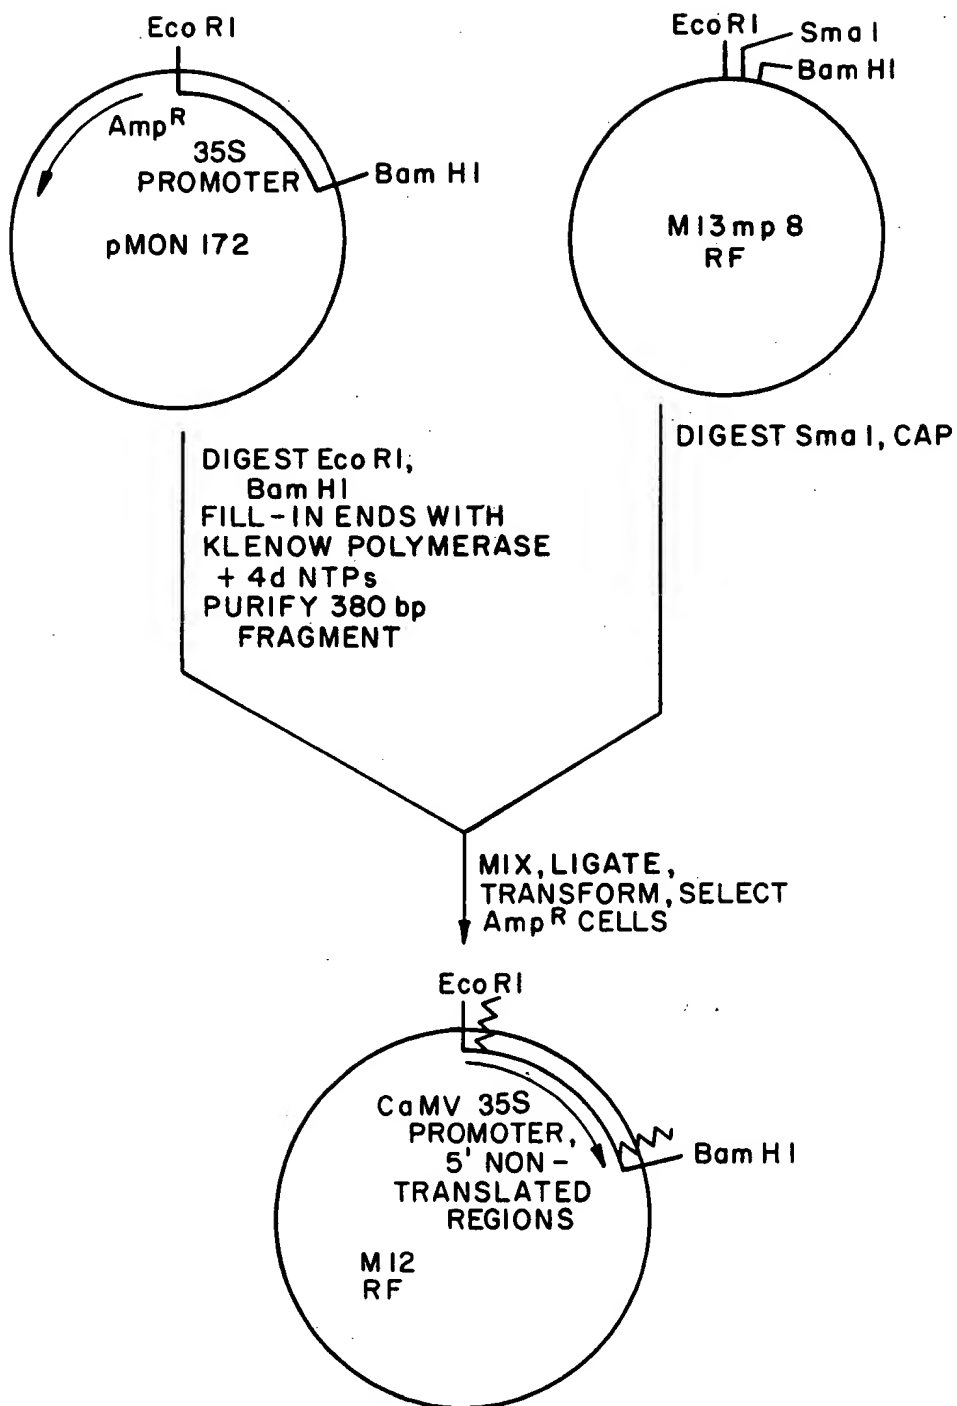 Eco RI
Amp R
35S
PROMOTER
Bam HI
pMON 172
Eco RI
Sma I
Bam HI
M13mp 8
RF
DIGEST Eco RI,
Bam HI
FILL-IN ENDS WITH
KLENOW POLYMERASE
+ 4d NTPs
PURIFY 380 bp
FRAGMENT
DIGEST Sma I, CAP
MIX, LIGATE,
TRANSFORM, SELECT
Amp R CELLS
Eco RI
CaMV 35S
PROMOTER,
5' NON-
TRANSLATED
REGIONS
Bam HI
M12
RF